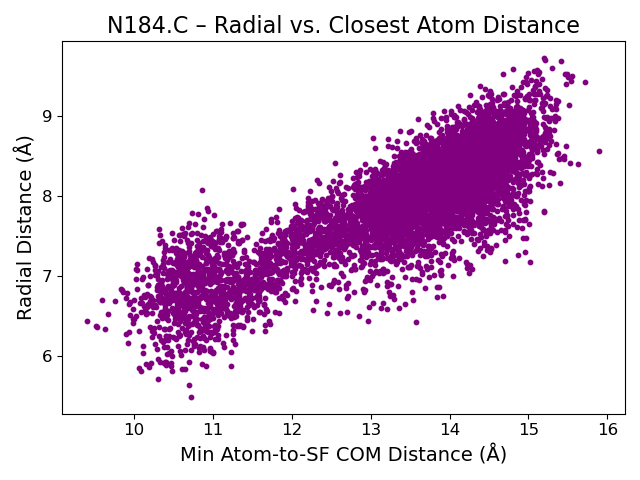 N184.C – Radial vs. Closest Atom Distance
Radial Distance (Å)
9
8
7
6
10 11 12 13 14 15 16
Min Atom-to-SF COM Distance (Å)